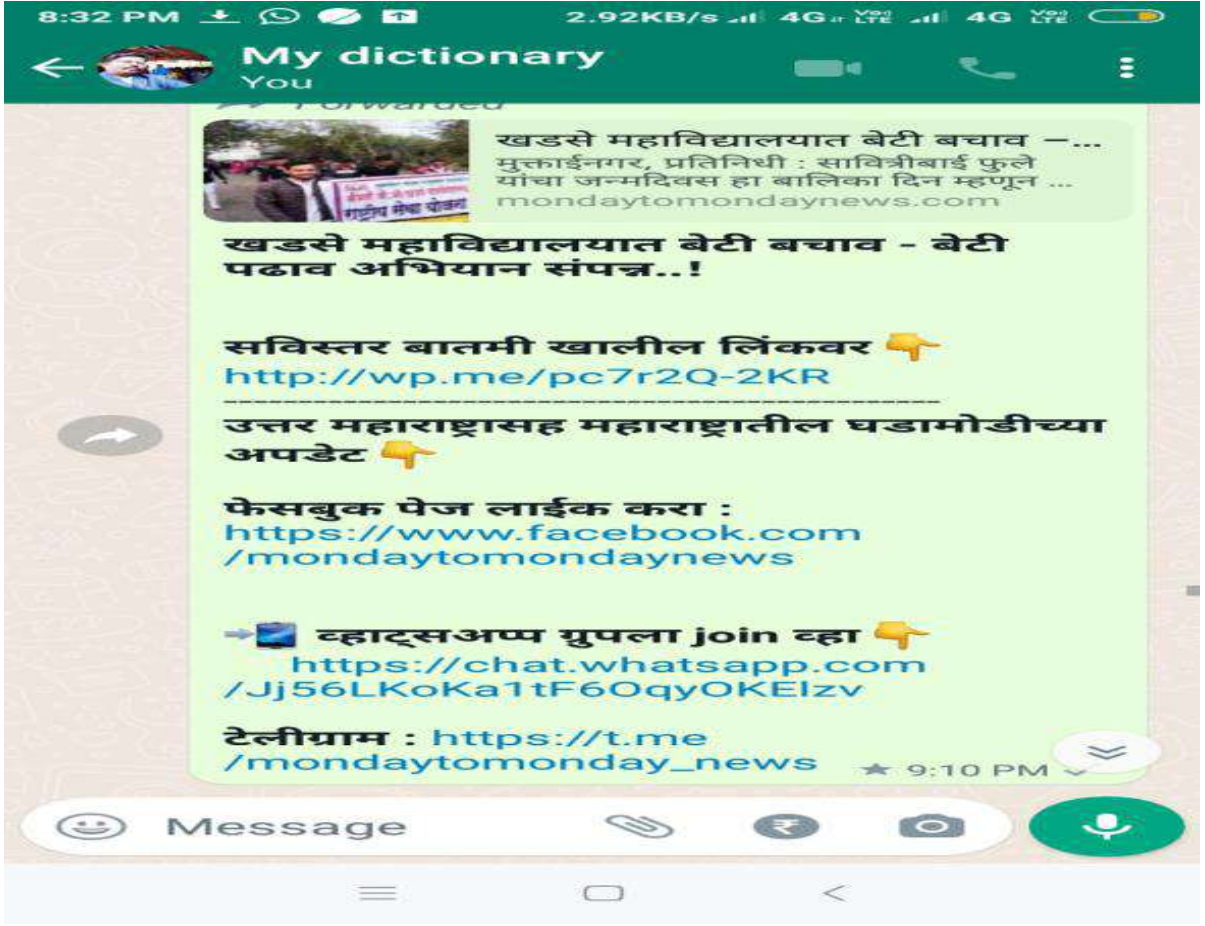 8:32 PM 2.92KB/s 4G VoLTE 4G VoLTE
My dictionary
You
Forwarded
खडसे महाविद्यालयात बेटी बचाव –...
मुक्ताईनगर, प्रतिनिधी : सावित्रीबाई फुले
यांचा जन्मदिवस हा बालिका दिन म्हणून ...
mondaytomondaynews.com
राष्ट्रीय सेवा योजना
खडसे महाविद्यालयात बेटी बचाव - बेटी
पढाव अभियान संपन्न..!
सविस्तर बातमी खालील लिंकवर 👇
http://wp.me/pc7r2Q-2KR
------------------------------------------------
उत्तर महाराष्ट्रासह महाराष्ट्रातील घडामोडीच्या
अपडेट 👇
फेसबुक पेज लाईक करा :
https://www.facebook.com
/mondaytomondaynews
व्हाट्सअप्प ग्रुपला join व्हा 👇
https://chat.whatsapp.com
/Jj56LKoKa1tF6OqyOKElzv
टेलीग्राम : https://t.me
/mondaytomonday_news
9:10 PM
Message